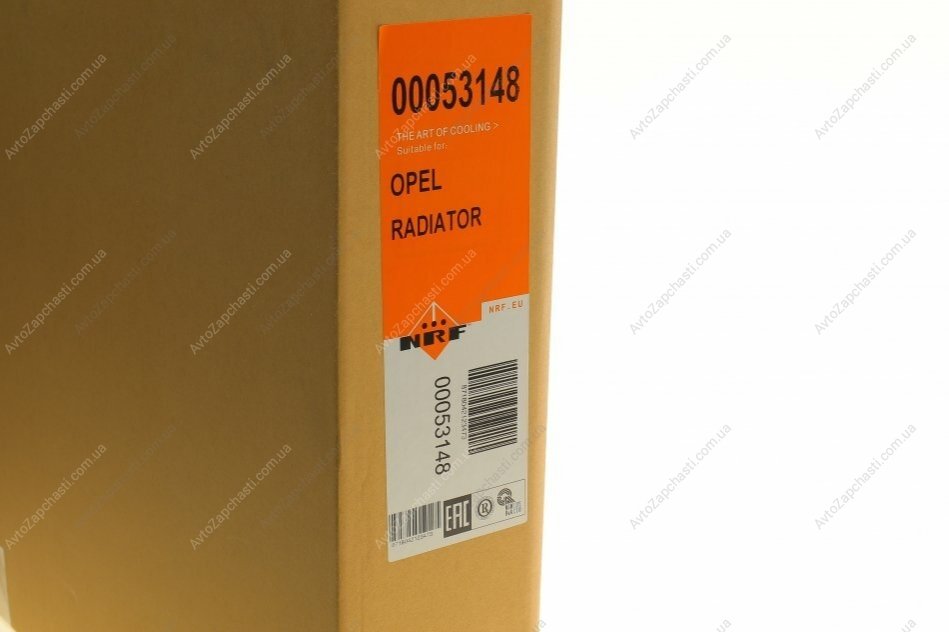 00053148
THE ART OF COOLING >
Suitable for:
OPEL
RADIATOR
NRF.EU
NRF
00053148
EAC
R
AvtoZapchasti.com.ua